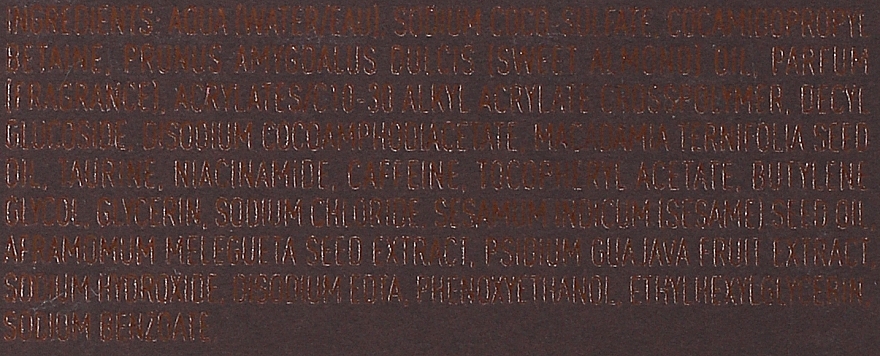 INGREDIENTS: AQUA (WATER/EAU), SODIUM COCO-SULFATE, COCAMIDOPROPYL
BETAINE, PRUNUS AMYGDALUS DULCIS (SWEET ALMOND) OIL, PARFUM
(FRAGRANCE), ACRYLATES/C10-30 ALKYL ACRYLATE CROSSPOLYMER, DECYL
GLUCOSIDE, DISODIUM COCOAMPHODIACETATE, MACADAMIA TERNIFOLIA SEED
OIL, TAURINE, NIACINAMIDE, CAFFEINE, TOCOPHERYL ACETATE, BUTYLENE
GLYCOL, GLYCERIN, SODIUM CHLORIDE, SESAMUM INDICUM (SESAME) SEED OIL,
AFRAMOMUM MELEGUETA SEED EXTRACT, PSIDIUM GUAJAVA FRUIT EXTRACT,
SODIUM HYDROXIDE, DISODIUM EDTA, PHENOXYETHANOL, ETHYLHEXYLGLYCERIN,
SODIUM BENZOATE.